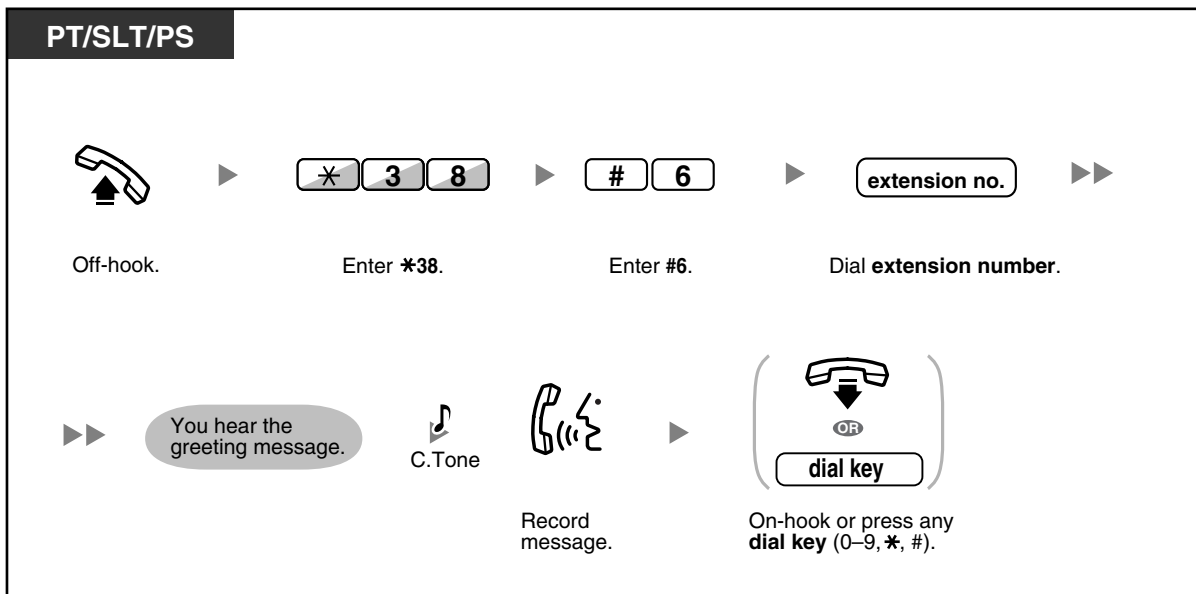 PT/SLT/PS
* 3 8 # 6 extension no.
Off-hook. Enter *38. Enter #6. Dial extension number.
You hear the
greeting message.
C.Tone
OR
dial key
Record
message.
On-hook or press any
dial key (0–9, *, #).